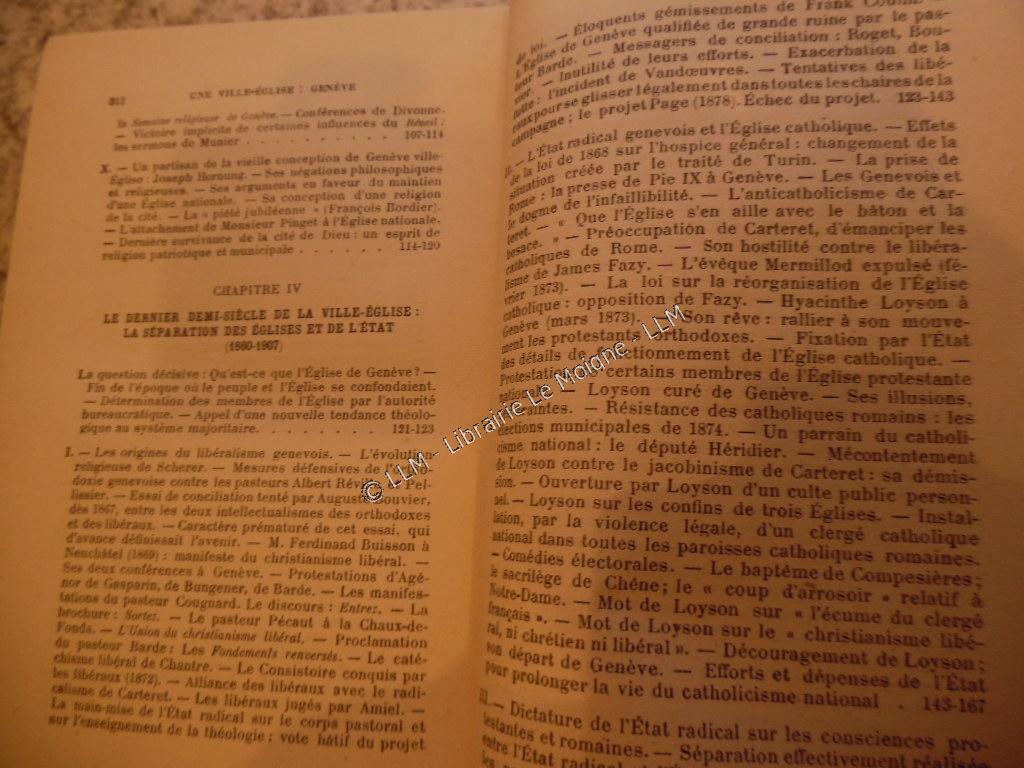 312 UNE VILLE-ÉGLISE : GENÈVE
la Semaine religieuse de Genève. — Conférences de Divonne.
— Victoire implicite de certaines influences du Réveil :
les sermons de Munier . . . . . . . . . 107-114
X. — Un partisan de la vieille conception de Genève ville-
Église : Joseph Hornung. — Ses négations philosophiques
et religieuses. — Ses arguments en faveur du maintien
d'une Église nationale. — Sa conception d'une religion
de la cité. — La « piété jubiléenne » (François Bordier).
— L'attachement de Monsieur Pinget à l'Église nationale.
— Dernière survivance de la cité de Dieu : un esprit de
religion patriotique et municipale . . . . . . 114-120
CHAPITRE IV
LE DERNIER DEMI-SIÈCLE DE LA VILLE-ÉGLISE :
LA SÉPARATION DES ÉGLISES ET DE L'ÉTAT
(1860-1907)
La question décisive : Qu'est-ce que l'Église de Genève ? —
Fin de l'époque où le peuple et l'Église se confondaient.
— Détermination des membres de l'Église par l'autorité
bureaucratique. — Appel d'une nouvelle tendance théolo-
gique au système majoritaire. . . . . . . . 121-123
I. — Les origines du libéralisme genevois. — L'évolution
religieuse de Scherer. — Mesures défensives de l'ortho-
doxie genevoise contre les pasteurs Albert Réville et Pel-
lissier. — Essai de conciliation tenté par Auguste Bouvier,
dès 1867, entre les deux intellectualismes des orthodoxes
et des libéraux. — Caractère prématuré de cet essai, qui
d'avance définissait l'avenir. — M. Ferdinand Buisson à
Neuchâtel (1869) : manifeste du christianisme libéral. —
Ses deux conférences à Genève. — Protestations d'Agé-
nor de Gasparin, de Bungener, de Barde. — Les manifes-
tations du pasteur Cougnard. Le discours : Entrez. — La
brochure : Sortez. — Le pasteur Pécaut à la Chaux-de-
Fonds. — L'Union du christianisme libéral. — Proclamation
du pasteur Barde : Les Fondements renversés. — Le caté-
chisme libéral de Chantre. — Le Consistoire conquis par
les libéraux (1872). — Alliance des libéraux avec le radi-
calisme de Carteret. — Les libéraux jugés par Amiel. —
La main-mise de l'État radical sur le corps pastoral et
sur l'enseignement de la théologie : vote hâtif du projet
de loi. — Éloquents gémissements de Frank
L'Église de Genève qualifiée de grande ruine par le pas-
teur Barde. — Messagers de conciliation : Roget, Bou-
vier. — Inutilité de leurs efforts. — Exacerbation de la
lutte : l'incident de Vandœuvres. — Tentatives des libé-
raux pour se glisser légalement dans toutes les chaires de la
campagne ; le projet Page (1878). Échec du projet. 123-143
II. — L'État radical genevois et l'Église catholique. — Effets
de la loi de 1868 sur l'hospice général : changement de la
situation créée par le traité de Turin. — La prise de
Rome : la presse de Pie IX à Genève. — Les Genevois et
le dogme de l'infaillibilité. — L'anticatholicisme de Car-
teret. — « Que l'Église s'en aille avec le bâton et la
besace. » — Préoccupation de Carteret, d'émanciper les
catholiques de Rome. — Son hostilité contre le libéra-
lisme de James Fazy. — L'évêque Mermillod expulsé (fé-
vrier 1873). — La loi sur la réorganisation de l'Église
catholique : opposition de Fazy. — Hyacinthe Loyson à
Genève (mars 1873). — Son rêve : rallier à son mouve-
ment les protestants orthodoxes. — Fixation par l'État
des détails de fonctionnement de l'Église catholique. —
Protestation de certains membres de l'Église protestante
nationale. — Loyson curé de Genève. — Ses illusions,
ses craintes. — Résistance des catholiques romains : les
élections municipales de 1874. — Un parrain du catholi-
cisme national : le député Héridier. — Mécontentement
de Loyson contre le jacobinisme de Carteret : sa démis-
sion. — Ouverture par Loyson d'un culte public person-
nel. — Loyson sur les confins de trois Églises. — Instal-
lation, par la violence légale, d'un clergé catholique
national dans toutes les paroisses catholiques romaines.
— Comédies électorales. — Le baptême de Compesières ;
le sacrilège de Chêne ; le « coup d'arrosoir » relatif à
Notre-Dame. — Mot de Loyson sur « l'écume du clergé
français ». — Mot de Loyson sur le « christianisme libé-
ral, ni chrétien ni libéral ». — Découragement de Loyson ;
son départ de Genève. — Efforts et dépenses de l'État
pour prolonger la vie du catholicisme national . 143-167
III. — Dictature de l'État radical sur les consciences pro-
testantes et romaines. — Séparation effectivement réalisée
entre l'État radical et
© LLM - Librairie Le Moigne - LLM